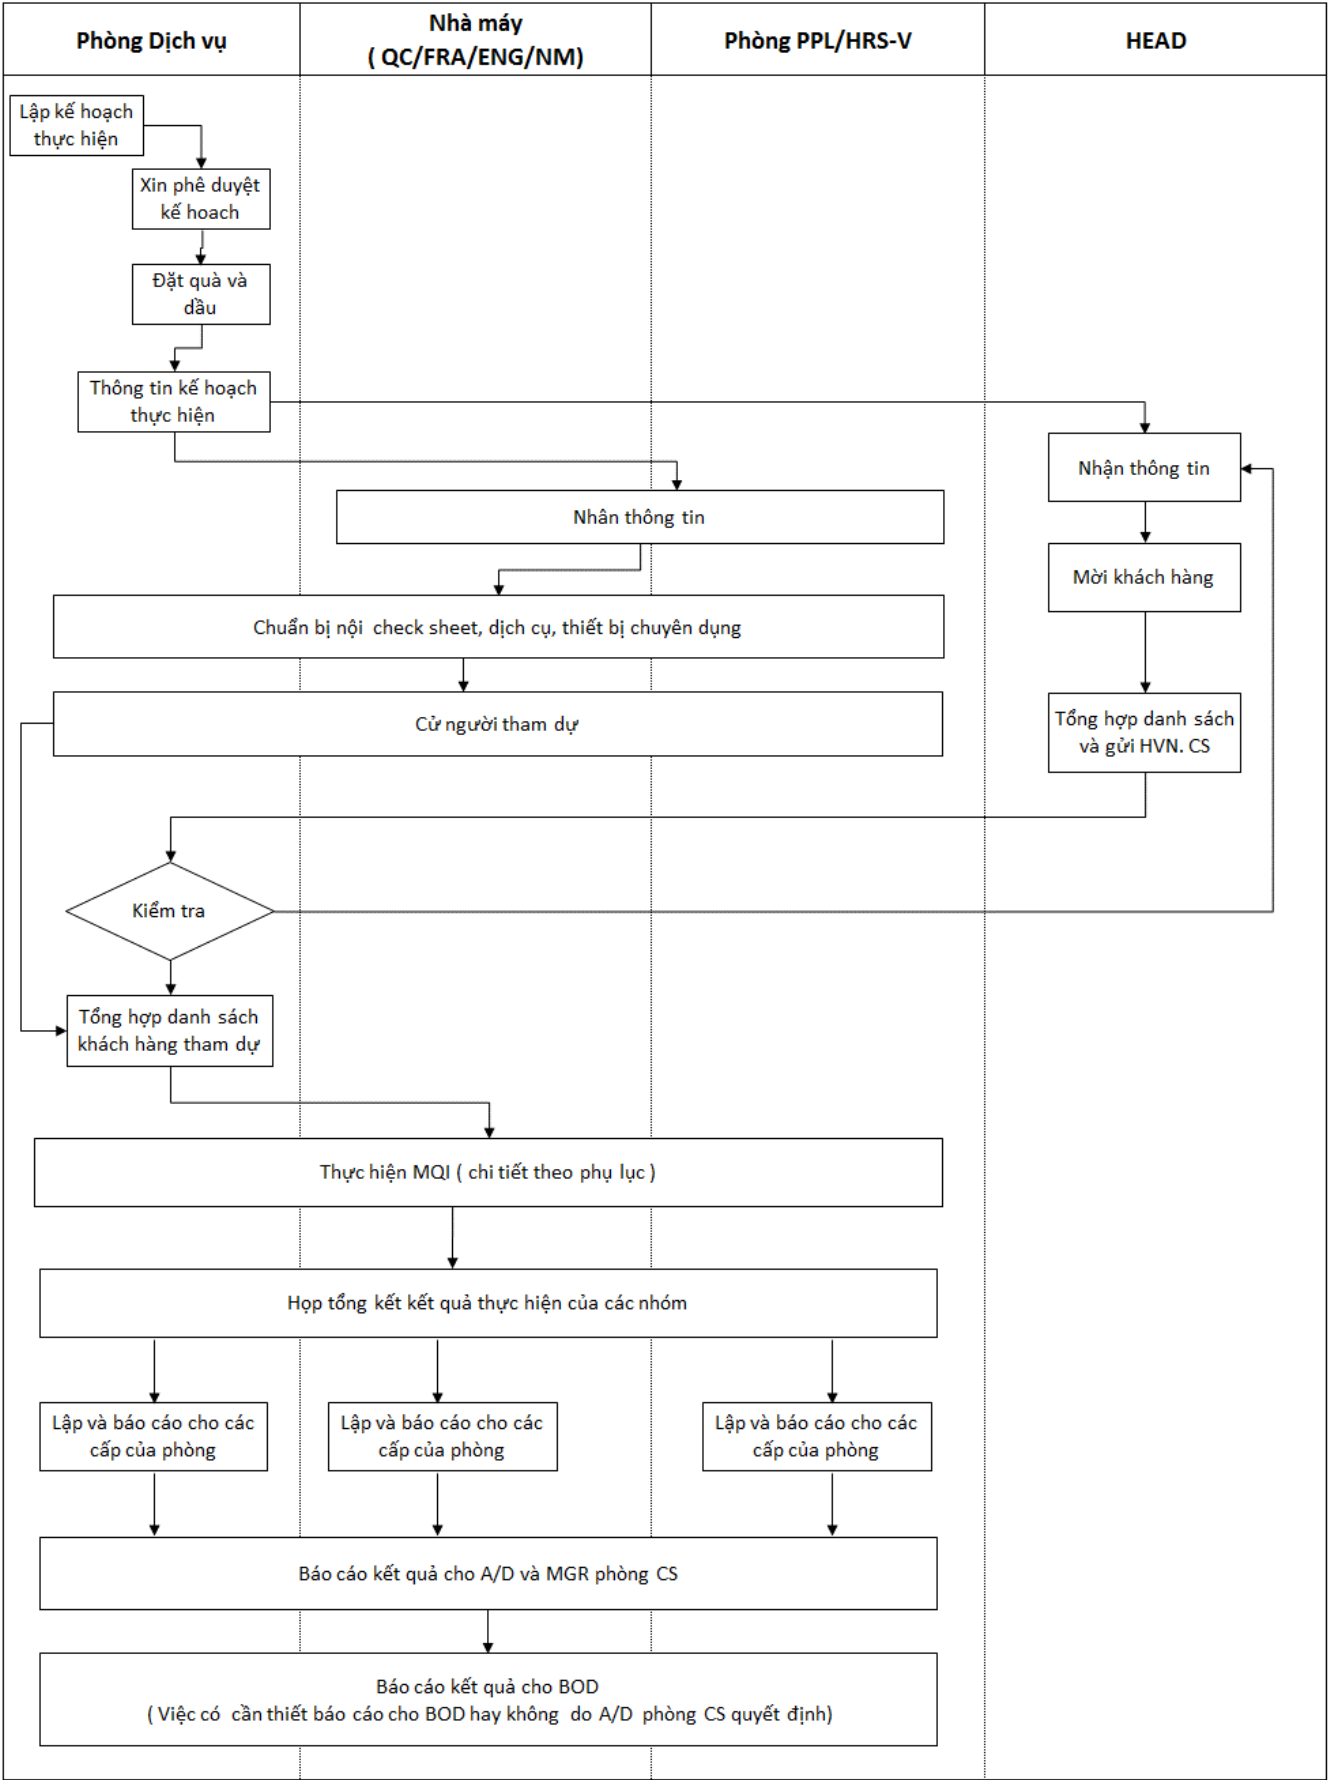 Phòng Dịch vụ
Nhà máy
( QC/FRA/ENG/NM)
Phòng PPL/HRS-V
HEAD
Lập kế hoạch
thực hiện
Xin phê duyệt
kế hoach
Đặt quà và
dầu
Thông tin kế hoạch
thực hiện
Nhận thông tin
Nhân thông tin
Mời khách hàng
Chuẩn bị nội check sheet, dịch cụ, thiết bị chuyên dụng
Cử người tham dự
Tổng hợp danh sách
và gửi HVN. CS
Kiểm tra
Tổng hợp danh sách
khách hàng tham dự
Thực hiện MQI ( chi tiết theo phụ lục )
Họp tổng kết kết quả thực hiện của các nhóm
Lập và báo cáo cho các
cấp của phòng
Lập và báo cáo cho các
cấp của phòng
Lập và báo cáo cho các
cấp của phòng
Báo cáo kết quả cho A/D và MGR phòng CS
Báo cáo kết quả cho BOD
( Việc có cần thiết báo cáo cho BOD hay không do A/D phòng CS quyết định)